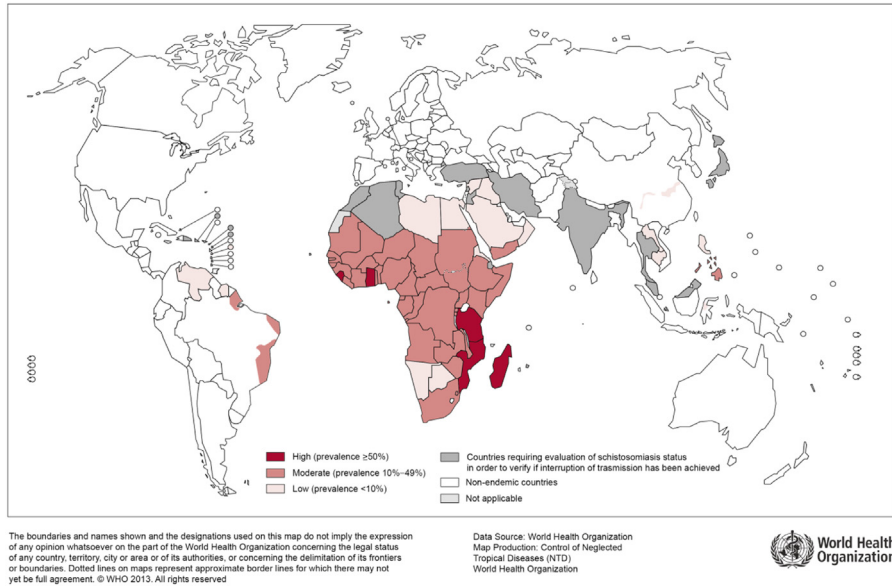 High (prevalence ≥50%)
Moderate (prevalence 10%–49%)
Low (prevalence <10%)
Countries requiring evaluation of schistosomiasis status
in order to verify if interruption of trasmission has been achieved
Non-endemic countries
Not applicable
The boundaries and names shown and the designations used on this map do not imply the expression
of any opinion whatsoever on the part of the World Health Organization concerning the legal status
of any country, territory, city or area or of its authorities, or concerning the delimitation of its frontiers
or boundaries. Dotted lines on maps represent approximate border lines for which there may not
yet be full agreement. © WHO 2013. All rights reserved
Data Source: World Health Organization
Map Production: Control of Neglected
Tropical Diseases (NTD)
World Health Organization
World Health
Organization